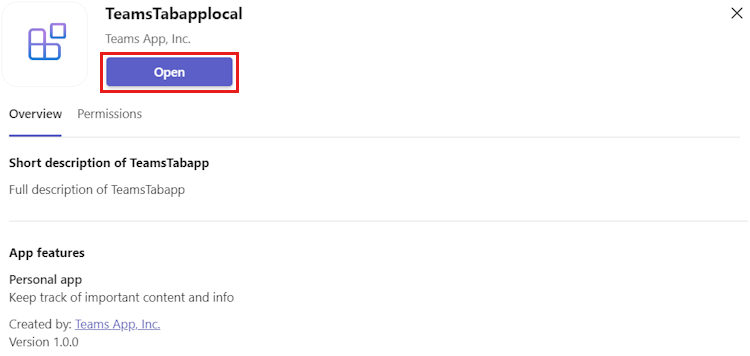 TeamsTabapplocal
Teams App, Inc.
Open
Overview Permissions
Short description of TeamsTabapp
Full description of TeamsTabapp
App features
Personal app
Keep track of important content and info
Created by: Teams App, Inc.
Version 1.0.0